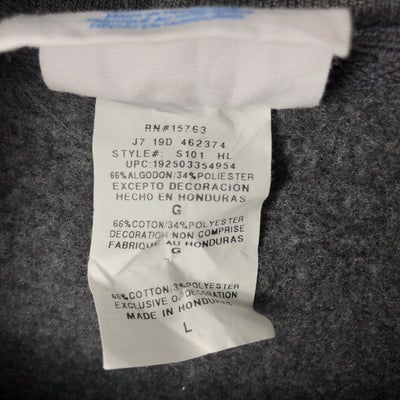 RN#15763
J7 19D 462374
STYLE#: S101 HL
UPC:192503354954
66%ALGODON/34%POLIESTER
EXCEPTO DECORACIÓN
HECHO EN HONDURAS
G
66%COTON/34%POLYESTER
DECORATION NON COMPRISE
FABRIQUE AU HONDURAS
G
66%COTTON/34%POLYESTER
EXCLUSIVE OF DECORATION
MADE IN HONDURAS
L